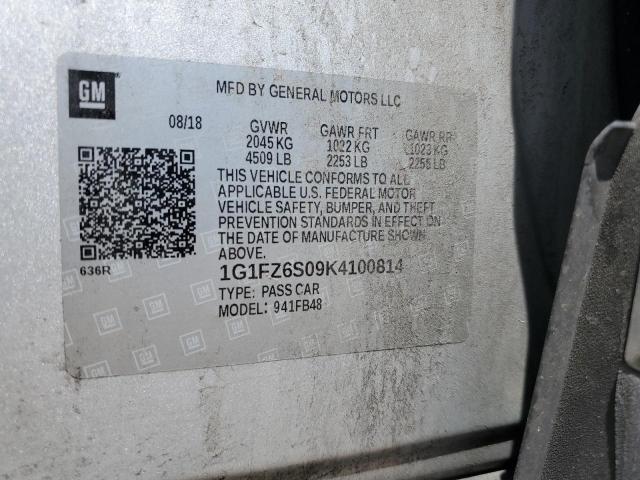 GM
MFD BY GENERAL MOTORS LLC
08/18 GVWR GAWR FRT GAWR RR
2045 KG 1022 KG 1023 KG
4509 LB 2253 LB 2255 LB
THIS VEHICLE CONFORMS TO ALL
APPLICABLE U.S. FEDERAL MOTOR
VEHICLE SAFETY, BUMPER, AND THEFT
PREVENTION STANDARDS IN EFFECT ON
THE DATE OF MANUFACTURE SHOWN
ABOVE.
636R
1G1FZ6S09K4100814
TYPE: PASS CAR
MODEL: 941FB48